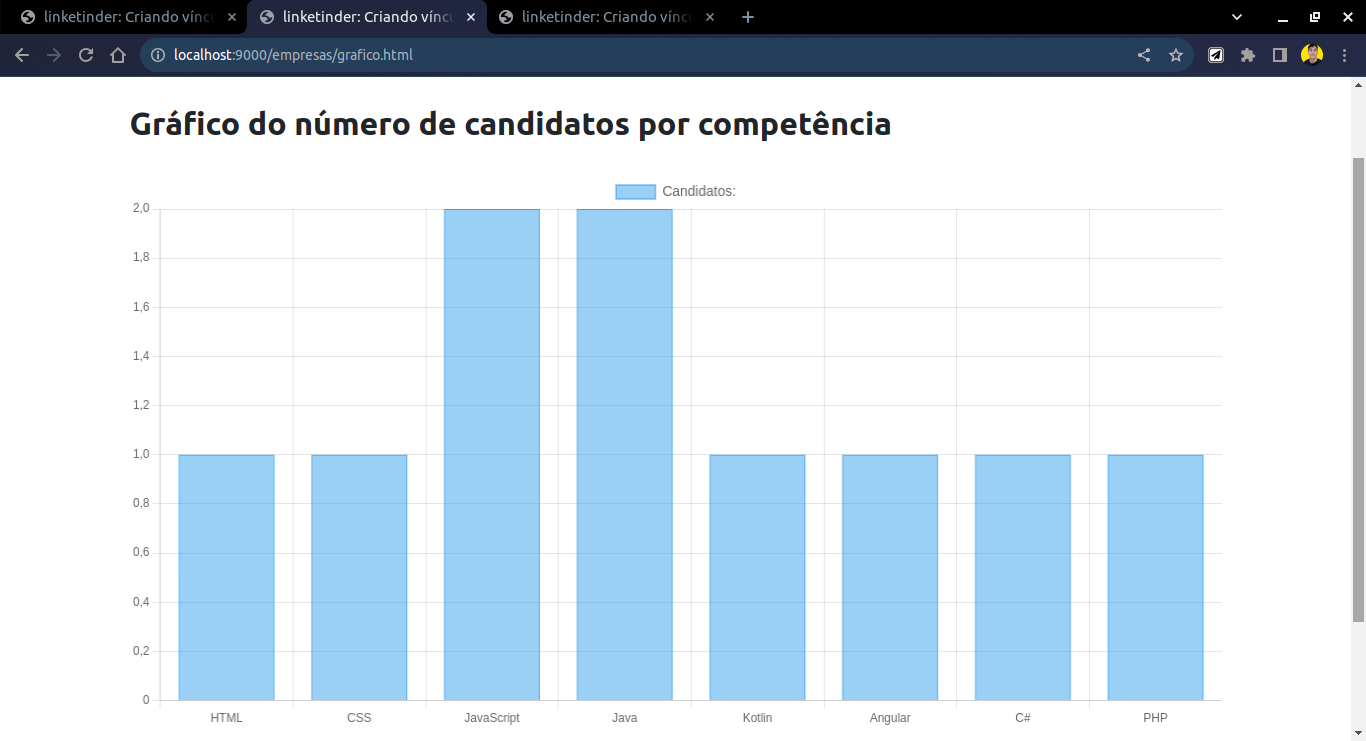 linketinder: Criando vínc
linketinder: Criando víncu
linketinder: Criando víncu
localhost:9000/empresas/grafico.html
Gráfico do número de candidatos por competência
Candidatos:
2,0
1,8
1,6
1,4
1,2
1,0
0,8
0,6
0,4
0,2
0
HTML CSS JavaScript Java Kotlin Angular C# PHP